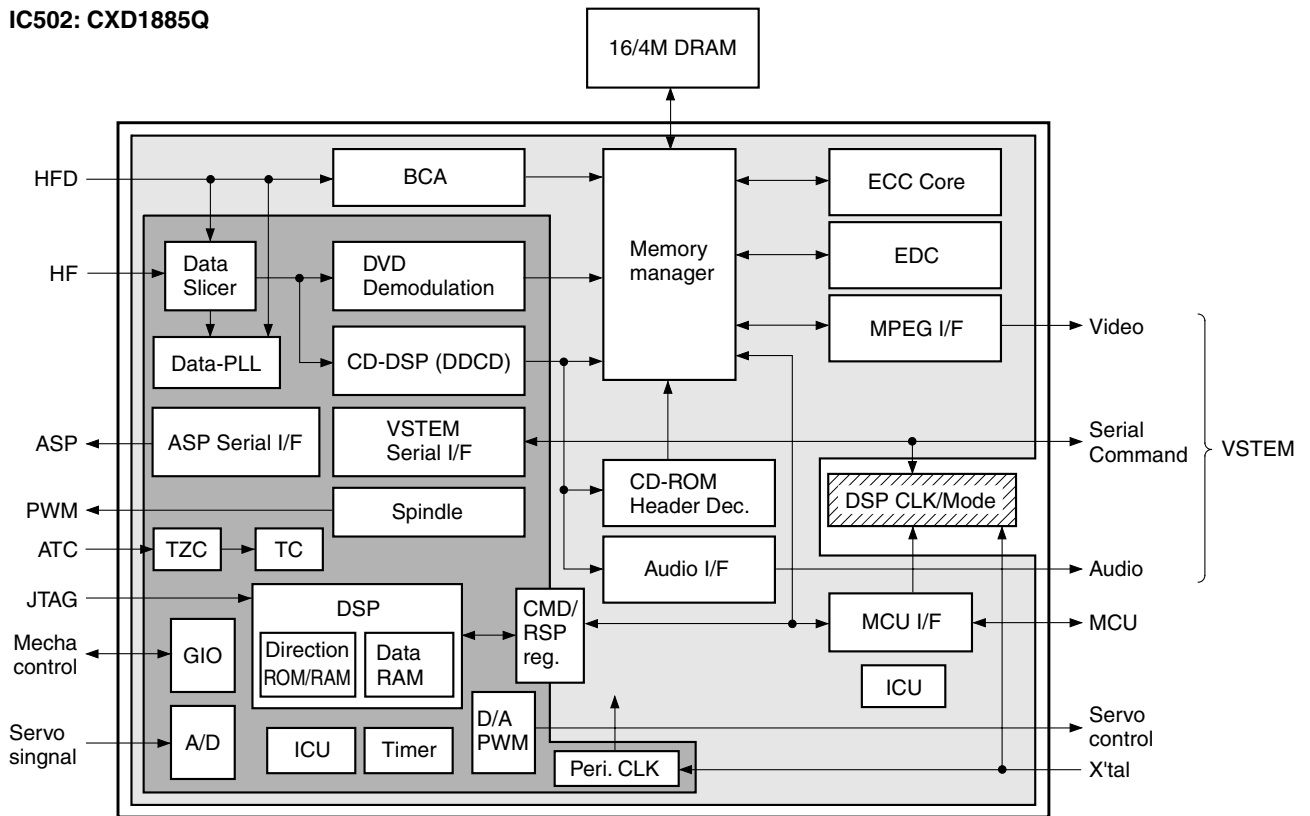 IC502: CXD1885Q
16/4M DRAM
HFD
BCA
ECC Core
HF
Data
Slicer
DVD
Demodulation
Memory
manager
EDC
MPEG I/F
Video
Data-PLL
CD-DSP (DDCD)
ASP
ASP Serial I/F
VSTEM
Serial I/F
Serial
Command
VSTEM
CD-ROM
Header Dec.
DSP CLK/Mode
PWM
Spindle
ATC
TZC
TC
Audio I/F
Audio
JTAG
DSP
Direction
ROM/RAM
Data
RAM
CMD/
RSP
reg.
MCU I/F
MCU
Mecha
control
GIO
ICU
Servo
singnal
A/D
ICU
Timer
D/A
PWM
Peri. CLK
Servo
control
X'tal